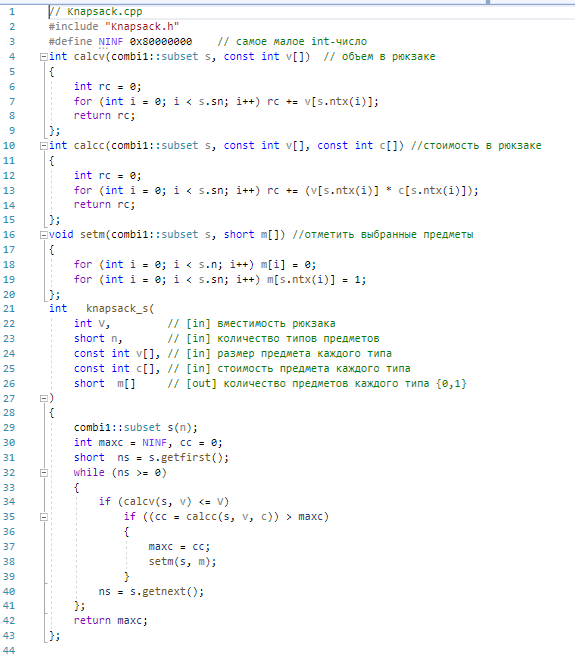 1 // Knapsack.cpp
2 #include "Knapsack.h"
3 #define NINF 0x80000000 // самое малое int-число
4 int calcv(combi1::subset s, const int v[]) // объем в рюкзаке
5 {
6 int rc = 0;
7 for (int i = 0; i < s.sn; i++) rc += v[s.ntx(i)];
8 return rc;
9 };
10 int calcc(combi1::subset s, const int v[], const int c[]) //стоимость в рюкзаке
11 {
12 int rc = 0;
13 for (int i = 0; i < s.sn; i++) rc += (v[s.ntx(i)] * c[s.ntx(i)]);
14 return rc;
15 };
16 void setm(combi1::subset s, short m[]) //отметить выбранные предметы
17 {
18 for (int i = 0; i < s.n; i++) m[i] = 0;
19 for (int i = 0; i < s.sn; i++) m[s.ntx(i)] = 1;
20 };
21 int knapsack_s(
22 int V, // [in] вместимость рюкзака
23 short n, // [in] количество типов предметов
24 const int v[], // [in] размер предмета каждого типа
25 const int c[], // [in] стоимость предмета каждого типа
26 short m[] // [out] количество предметов каждого типа {0,1}
27 )
28 {
29 combi1::subset s(n);
30 int maxc = NINF, cc = 0;
31 short ns = s.getfirst();
32 while (ns >= 0)
33 {
34 if (calcv(s, v) <= V)
35 if ((cc = calcc(s, v, c)) > maxc)
36 {
37 maxc = cc;
38 setm(s, m);
39 }
40 ns = s.getnext();
41 };
42 return maxc;
43 };
44